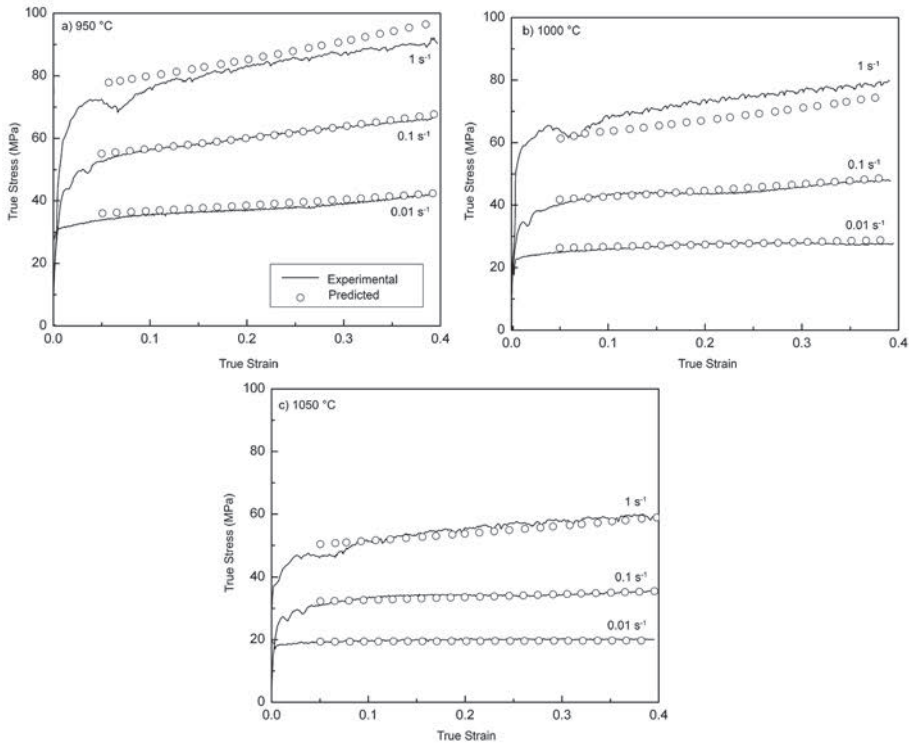 a) 950 °C
100
80
60
40
20
0
True Stress (MPa)
1 s⁻¹
0.1 s⁻¹
0.01 s⁻¹
Experimental
Predicted
0.0 0.1 0.2 0.3 0.4
True Strain
b) 1000 °C
100
80
60
40
20
0
True Stress (MPa)
1 s⁻¹
0.1 s⁻¹
0.01 s⁻¹
0.0 0.1 0.2 0.3 0.4
True Strain
c) 1050 °C
100
80
60
40
20
0
True Stress (MPa)
1 s⁻¹
0.1 s⁻¹
0.01 s⁻¹
0.0 0.1 0.2 0.3 0.4
True Strain